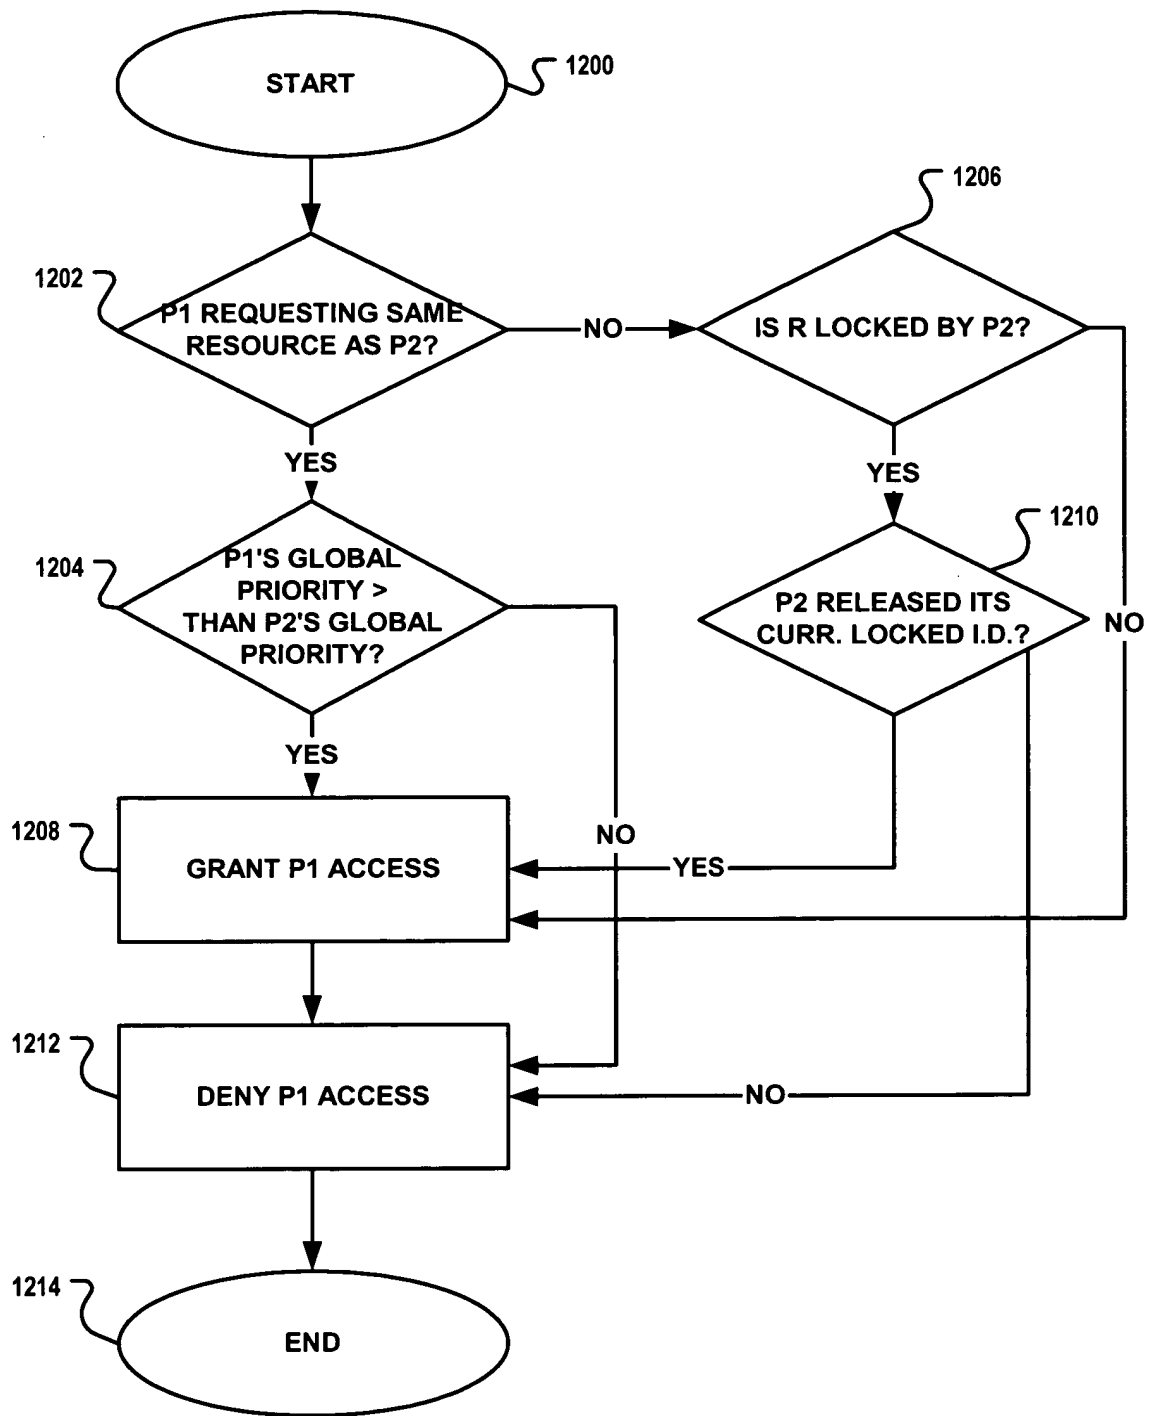 START
1200
1206
1202
P1 REQUESTING SAME
RESOURCE AS P2?
NO
IS R LOCKED BY P2?
YES
YES
1210
1204
P1'S GLOBAL
PRIORITY >
THAN P2'S GLOBAL
PRIORITY?
P2 RELEASED ITS
CURR. LOCKED I.D.?
NO
YES
1208
GRANT P1 ACCESS
NO
YES
1212
DENY P1 ACCESS
NO
1214
END